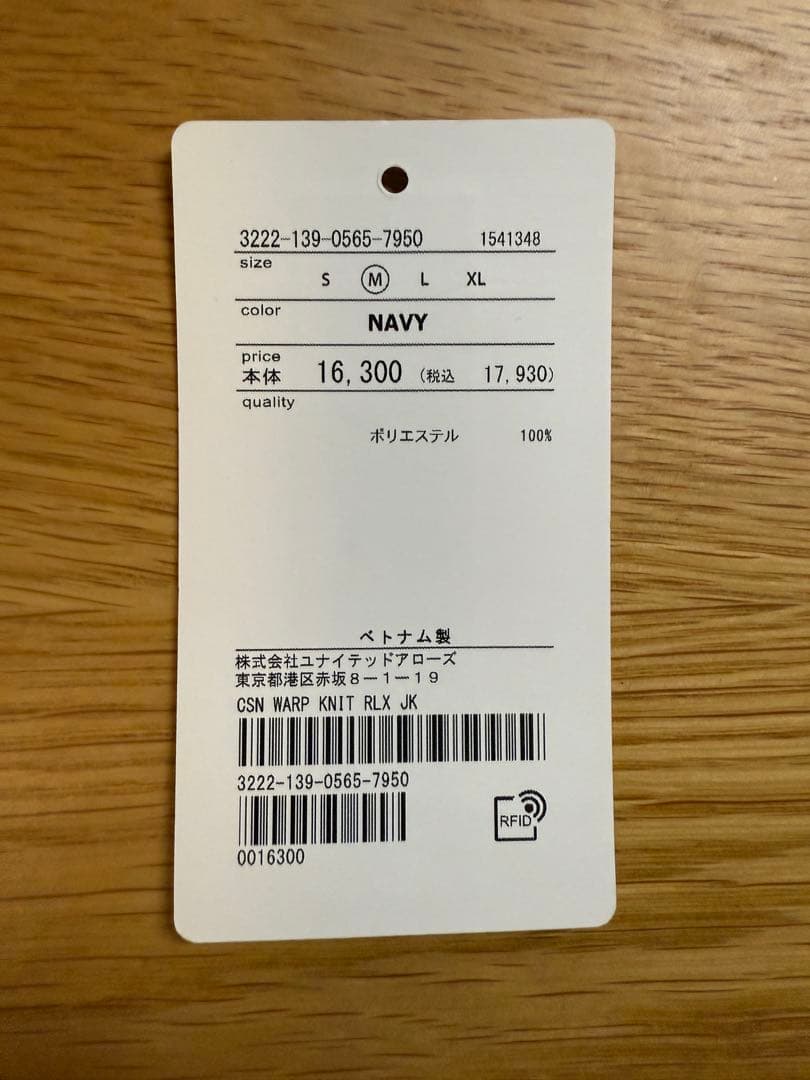 3222-139-0565-7950 1541348
size
S M L XL
color
NAVY
price
本体 16,300 (税込 17,930)
quality
ポリエステル 100%
ベトナム製
株式会社ユナイテッドアローズ
東京都港区赤坂8-1-19
CSN WARP KNIT RLX JK
3222-139-0565-7950
RFID
0016300